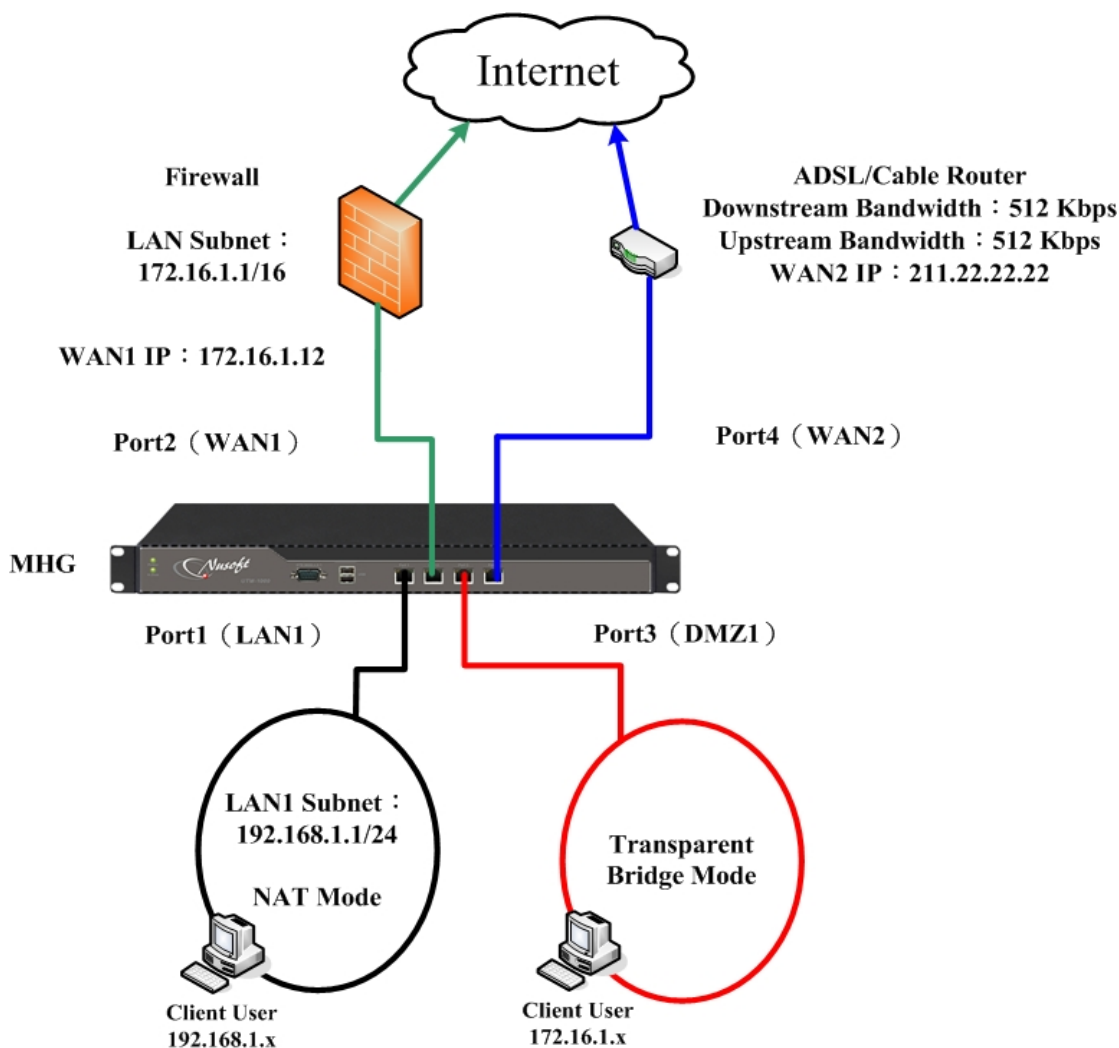 Internet
Firewall
LAN Subnet：
172.16.1.1/16
WAN1 IP：172.16.1.12
ADSL/Cable Router
Downstream Bandwidth：512 Kbps
Upstream Bandwidth：512 Kbps
WAN2 IP：211.22.22.22
Port2（WAN1）
Port4（WAN2）
MHG
Nusoft
Port1（LAN1）
Port3（DMZ1）
LAN1 Subnet：
192.168.1.1/24
NAT Mode
Transparent
Bridge Mode
Client User
192.168.1.x
Client User
172.16.1.x